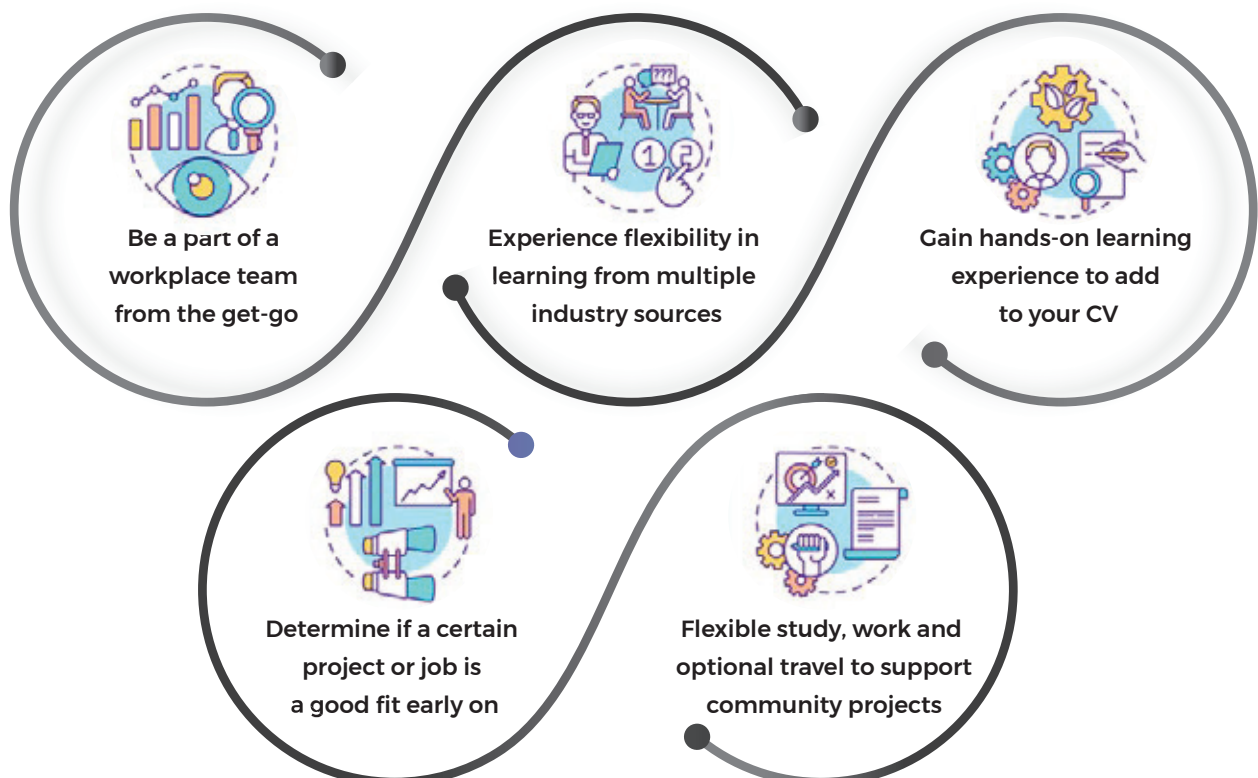 Be a part of a
workplace team
from the get-go
???
1 2
Experience flexibility in
learning from multiple
industry sources
Gain hands-on learning
experience to add
to your CV
Determine if a certain
project or job is
a good fit early on
Flexible study, work and
optional travel to support
community projects